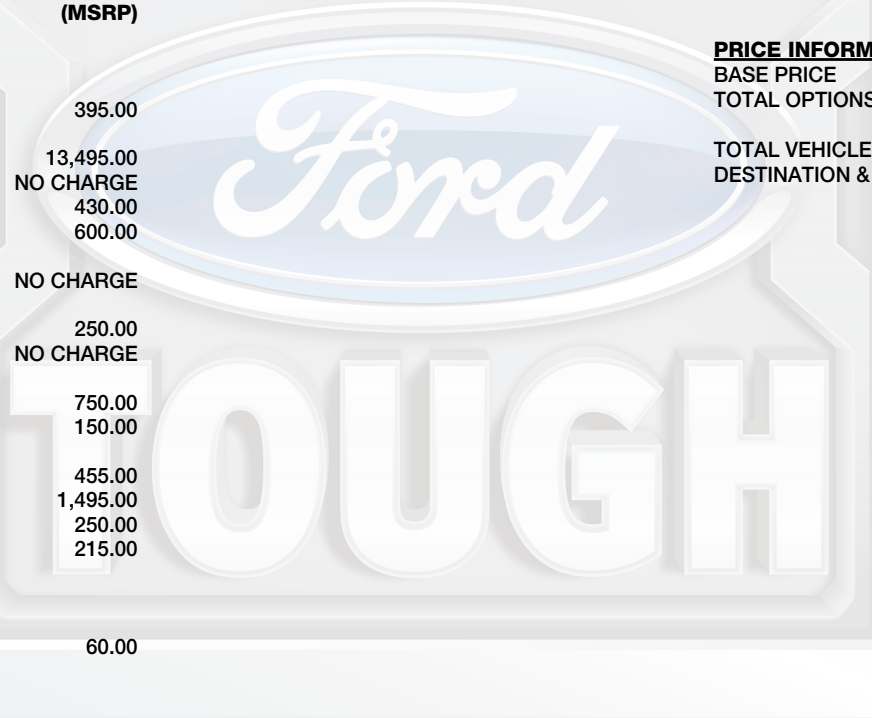 (MSRP)
395.00
13,495.00
NO CHARGE
430.00
600.00
NO CHARGE
250.00
NO CHARGE
750.00
150.00
455.00
1,495.00
250.00
215.00
60.00
PRICE INFORM
BASE PRICE
TOTAL OPTIONS
TOTAL VEHICLE
DESTINATION &
Ford
TOUGH